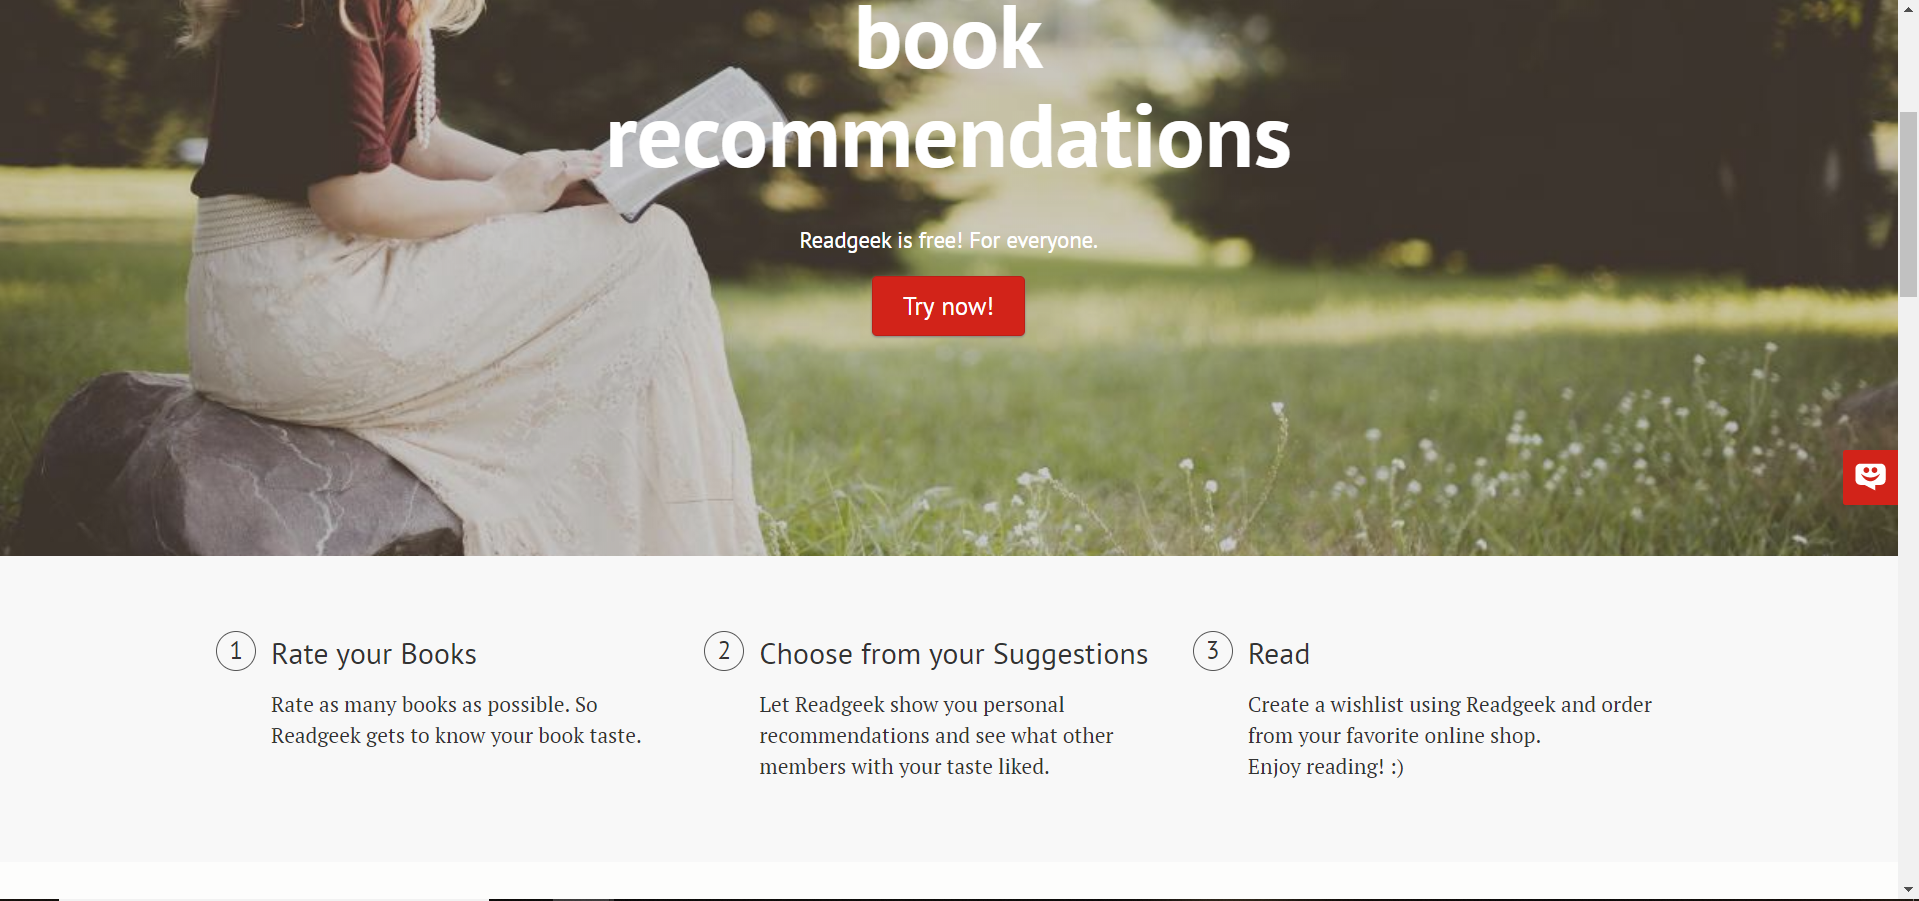 book
recommendations
Readgeek is free! For everyone.
Try now!
1 Rate your Books
Rate as many books as possible. So
Readgeek gets to know your book taste.
2 Choose from your Suggestions
Let Readgeek show you personal
recommendations and see what other
members with your taste liked.
3 Read
Create a wishlist using Readgeek and order
from your favorite online shop.
Enjoy reading! :)